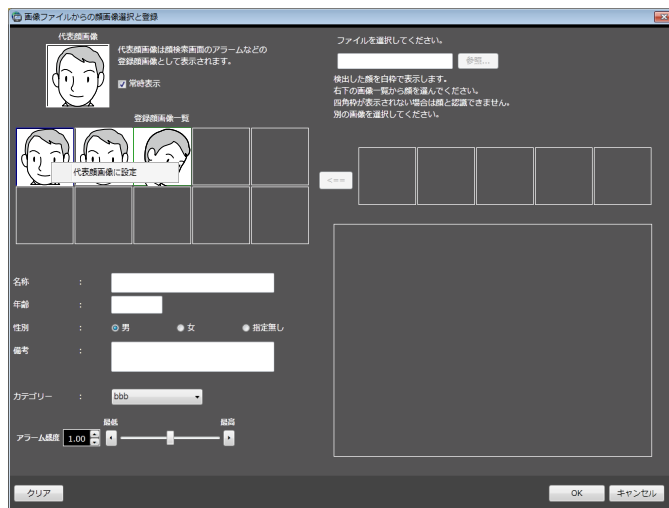 画像ファイルからの顔画像選択と登録
代表顔画像
代表顔画像は顔検索画面のアラームなどの
登録顔画像として表示されます。
常時表示
登録顔画像一覧
代表顔画像に設定
名称 :
年齢 :
性別 : 男 女 指定無し
備考 :
カテゴリー : bbb
最低 最高
アラーム感度 1.00
クリア
ファイルを選択してください。
参照...
検出した顔を白枠で表示します。
右下の画像一覧から顔を選んでください。
四角枠が表示されない場合は顔と認識できません。
別の画像を選択してください。
<==
OK キャンセル